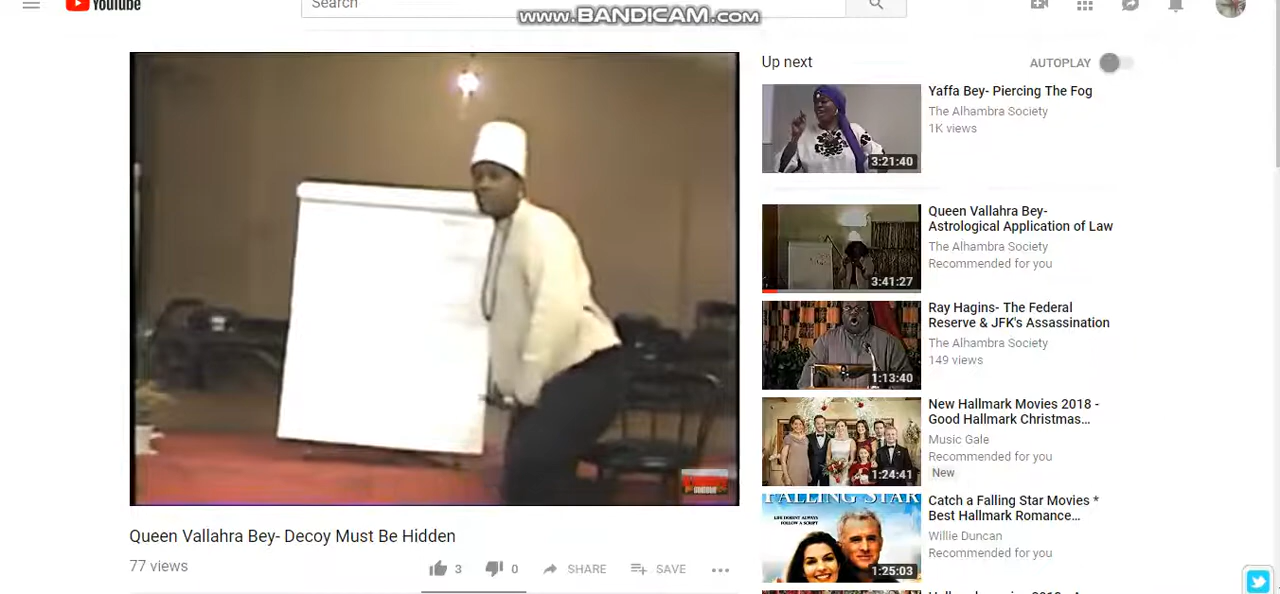 YouTube
Search
www.BANDICAM.com
Up next
AUTOPLAY
Yaffa Bey- Piercing The Fog
The Alhambra Society
1K views
3:21:40
Queen Vallahra Bey-
Astrological Application of Law
The Alhambra Society
Recommended for you
3:41:27
Ray Hagins- The Federal
Reserve & JFK's Assassination
The Alhambra Society
149 views
1:13:40
New Hallmark Movies 2018 -
Good Hallmark Christmas...
Music Gale
Recommended for you
New
1:24:41
FALLING STAR
Catch a Falling Star Movies *
Best Hallmark Romance...
Willie Duncan
Recommended for you
1:25:03
Queen Vallahra Bey- Decoy Must Be Hidden
77 views
3
0
SHARE
SAVE